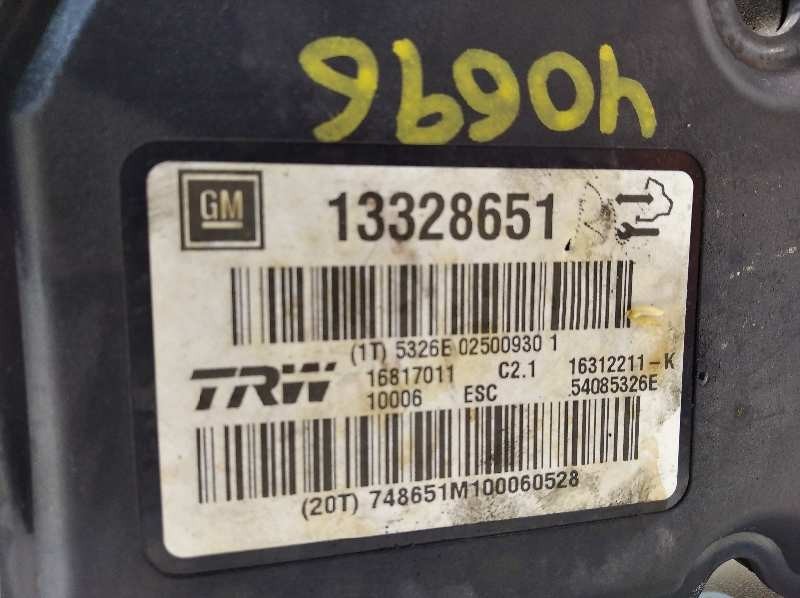 40696
GM 13328651
(1T) 5326E 02500930 1
TRW 16817011 C2.1 16312211-K
10006 ESC 54085326E
(20T) 748651M100060528